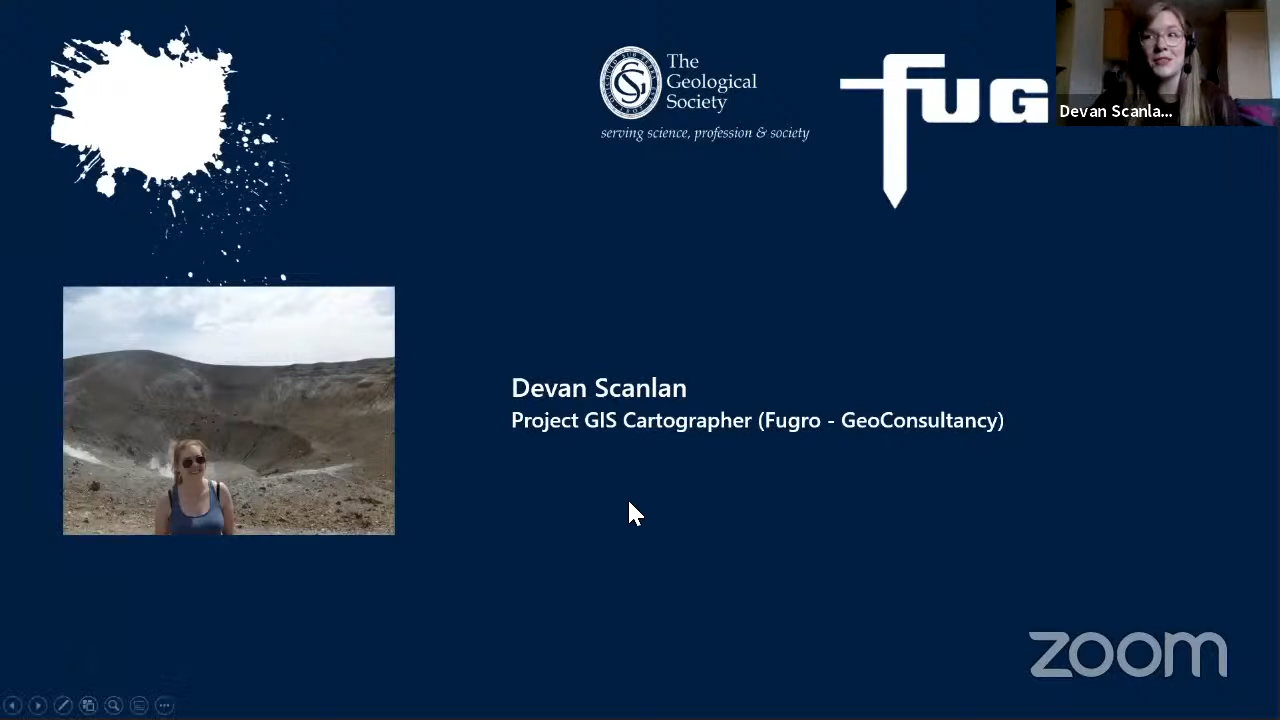 The
Geological
Society
serving science, profession & society
fUG
Devan Scanla...
Devan Scanlan
Project GIS Cartographer (Fugro - GeoConsultancy)
zoom